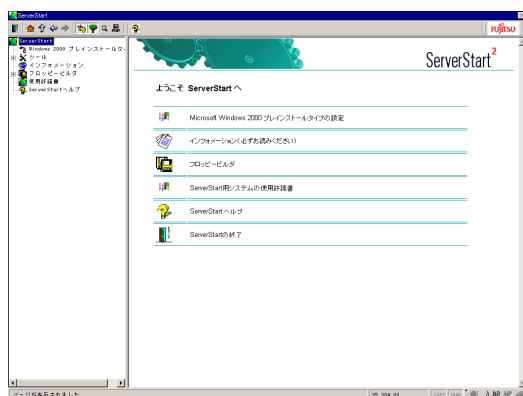 ServerStart
FUJITSU
ServerStart
Windows 2000 プレインストールタ
ツール
インフォメーション
フロッピービルダ
使用許諾書
ServerStartヘルプ
ServerStart2
ようこそ ServerStart へ
Microsoft Windows 2000 プレインストールタイプの設定
インフォメーション(必ずお読みください)
フロッピービルダ
ServerStart用システムの使用許諾書
ServerStart ヘルプ
ServerStartの終了
ページが表示されました
CAPS NUM